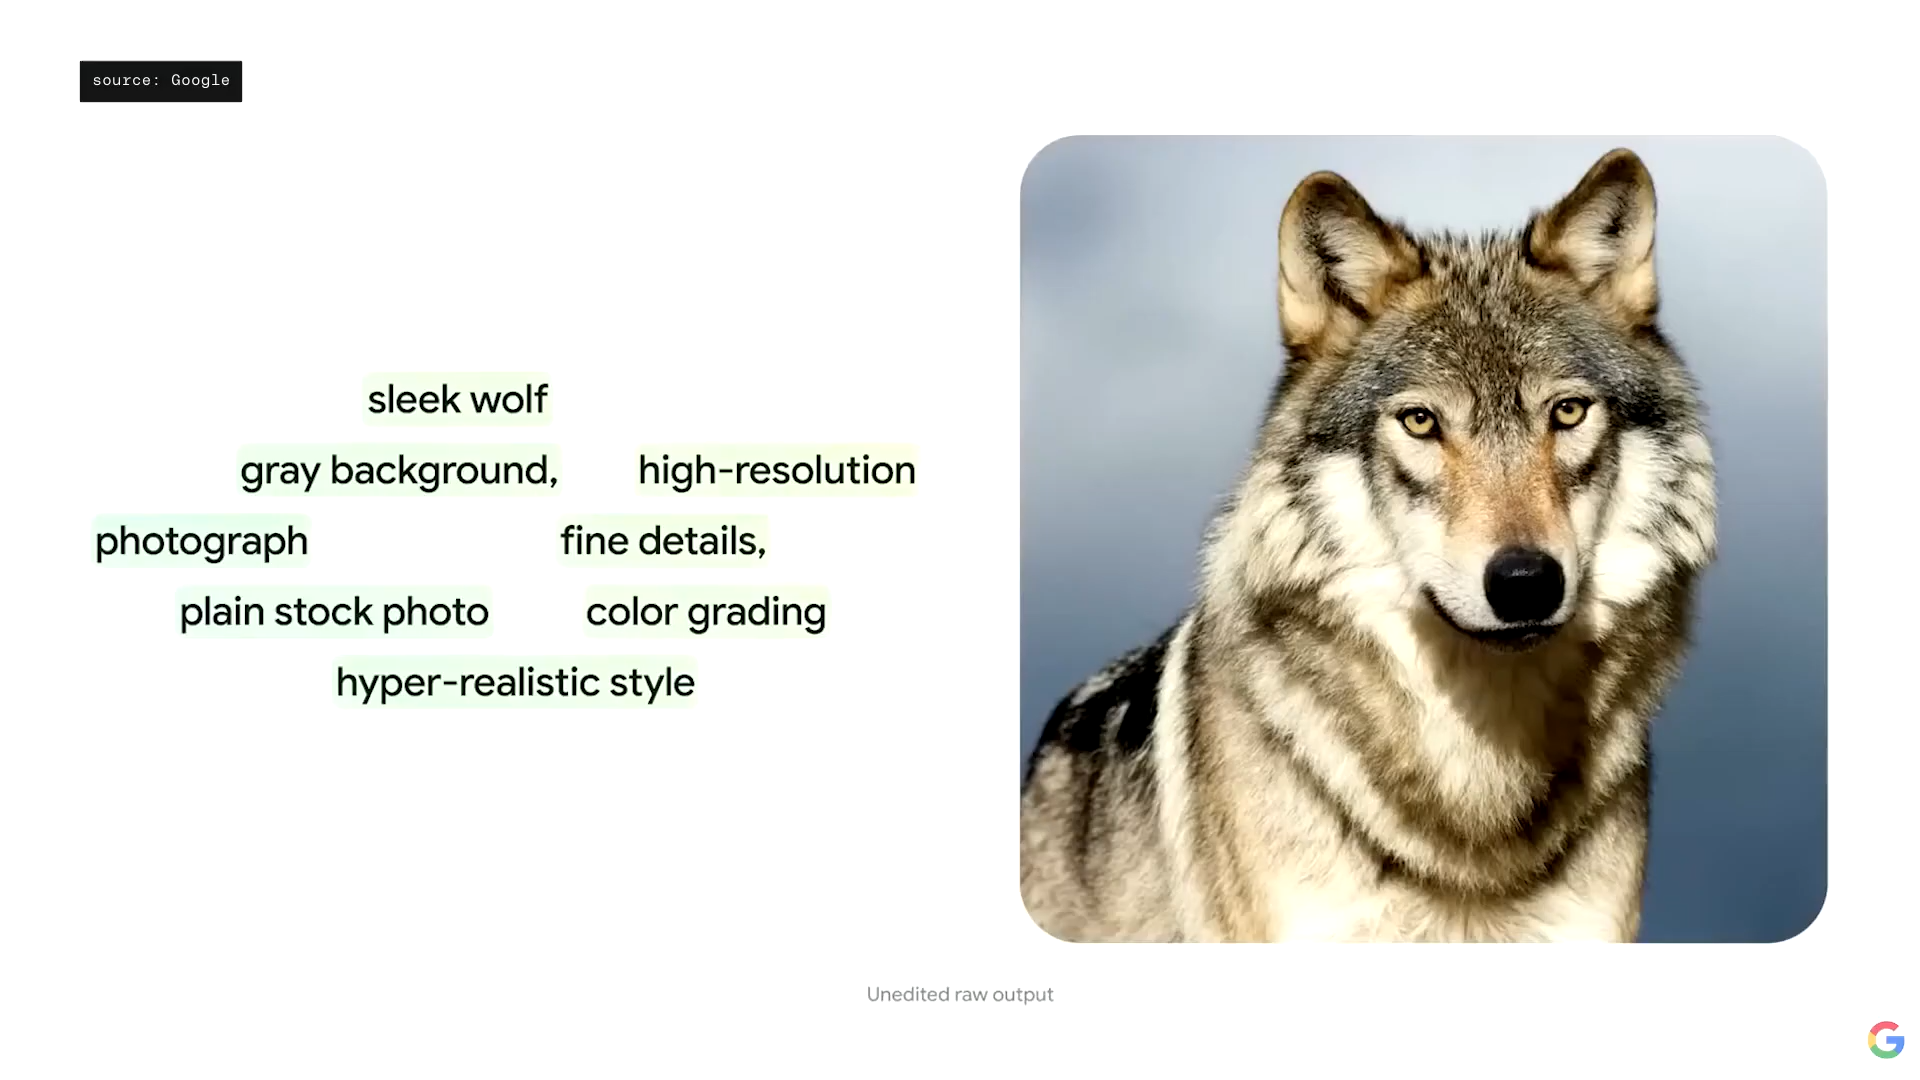 source: Google
sleek wolf
gray background, high-resolution
photograph fine details,
plain stock photo color grading
hyper-realistic style
Unedited raw output